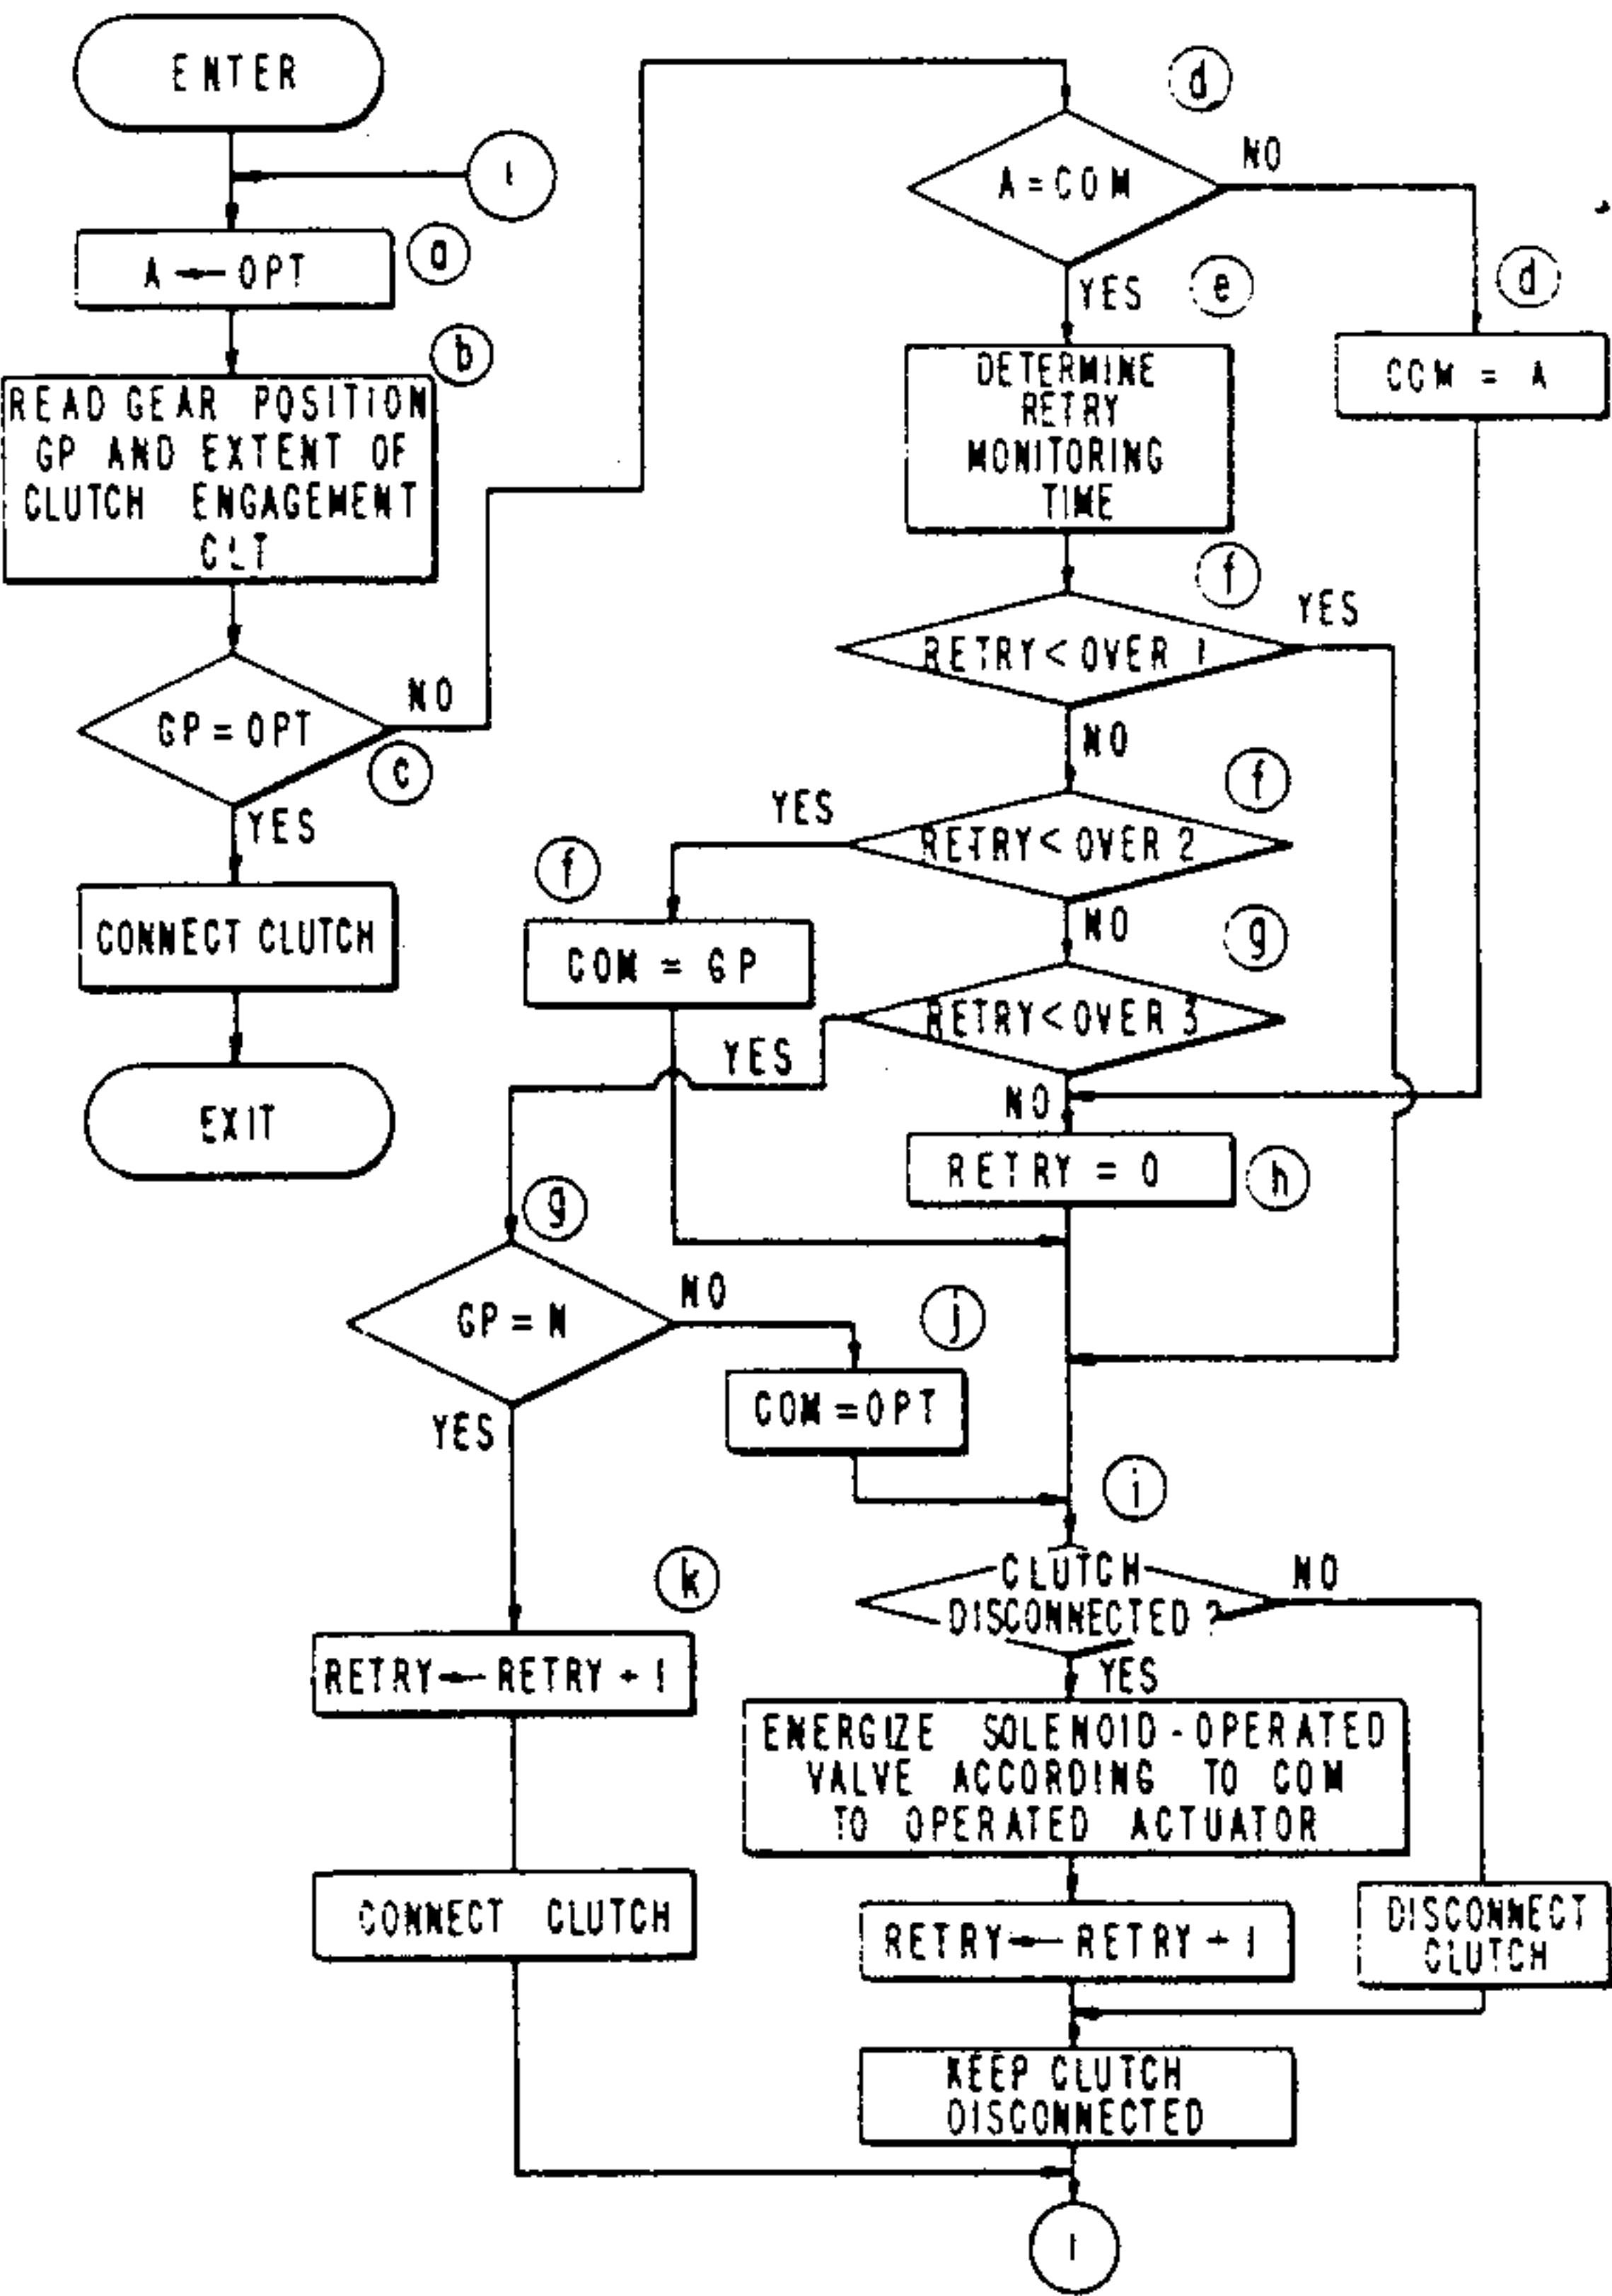 ENTER
1
A ← OPT
a
b
READ GEAR POSITION
GP AND EXTENT OF
CLUTCH ENGAGEMENT
CLT
GP = OPT
NO
c
YES
CONNECT CLUTCH
EXIT
d
A = COM
NO
YES
e
d
COM = A
DETERMINE
RETRY
MONITORING
TIME
f
RETRY < OVER 1
YES
NO
f
RETRY < OVER 2
YES
f
COM = GP
NO
g
RETRY < OVER 3
YES
NO
RETRY = 0
h
g
GP = N
NO
j
COM = OPT
YES
i
CLUTCH
DISCONNECTED ?
NO
YES
k
RETRY ← RETRY + 1
ENERGIZE SOLENOID-OPERATED
VALVE ACCORDING TO COM
TO OPERATED ACTUATOR
CONNECT CLUTCH
RETRY ← RETRY + 1
DISCONNECT
CLUTCH
KEEP CLUTCH
DISCONNECTED
1